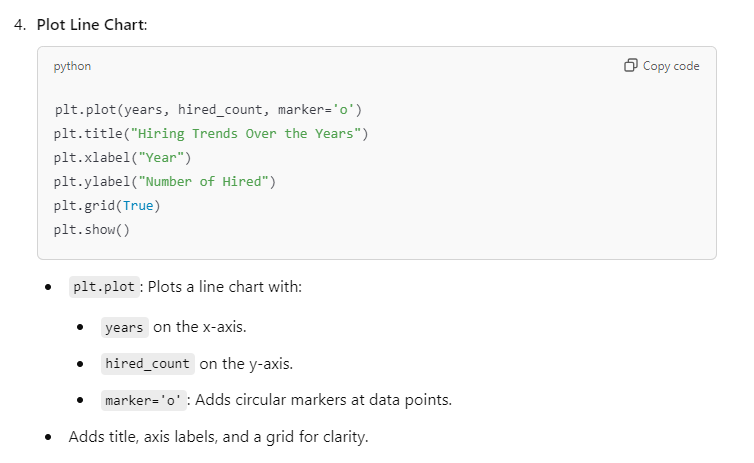 4. Plot Line Chart:
python Copy code
plt.plot(years, hired_count, marker='o')
plt.title("Hiring Trends Over the Years")
plt.xlabel("Year")
plt.ylabel("Number of Hired")
plt.grid(True)
plt.show()
• plt.plot : Plots a line chart with:
• years on the x-axis.
• hired_count on the y-axis.
• marker='o' : Adds circular markers at data points.
• Adds title, axis labels, and a grid for clarity.